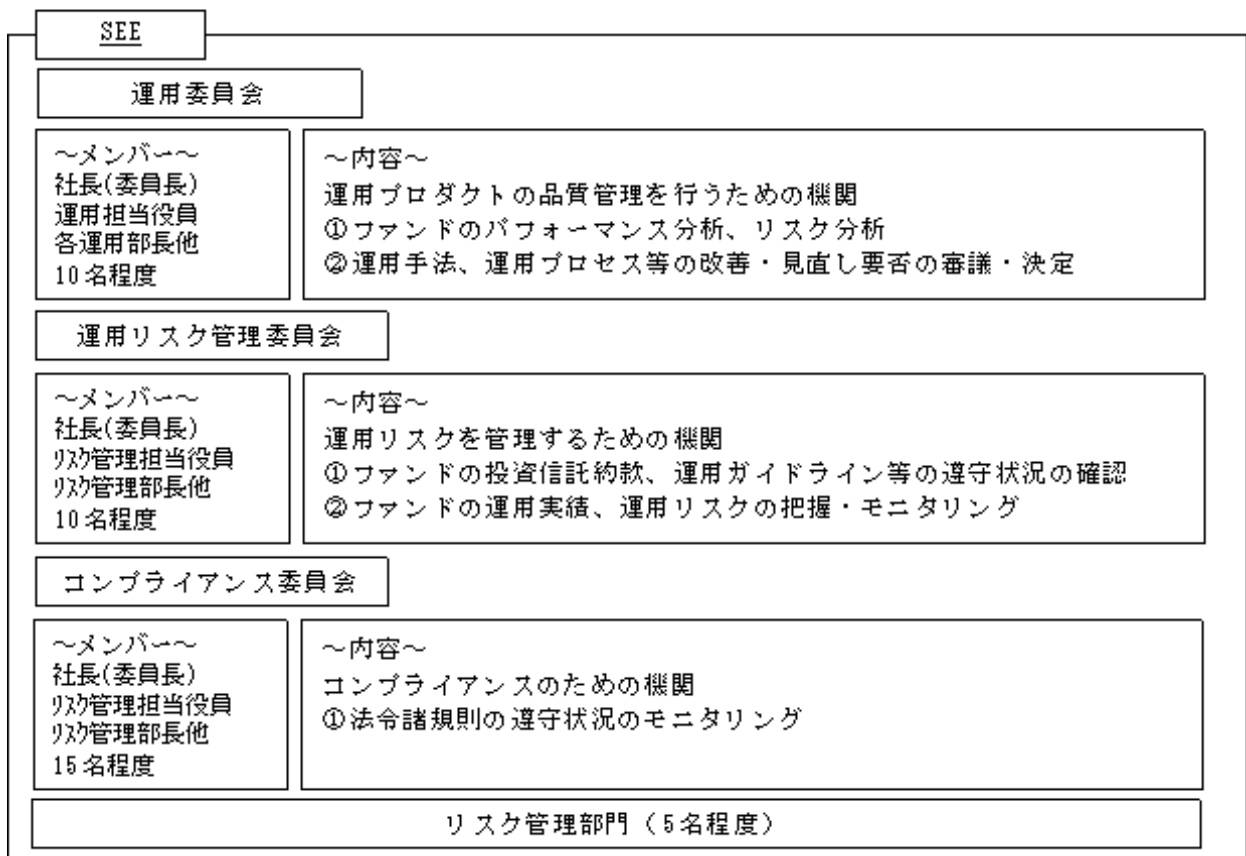 SEE
運用委員会
～メンバー～
社長(委員長)
運用担当役員
各運用部長他
10名程度
～内容～
運用プロダクトの品質管理を行うための機関
①ファンドのパフォーマンス分析、リスク分析
②運用手法、運用プロセス等の改善・見直し要否の審議・決定
運用リスク管理委員会
～メンバー～
社長(委員長)
ﾘｽｸ管理担当役員
ﾘｽｸ管理部長他
10名程度
～内容～
運用リスクを管理するための機関
①ファンドの投資信託約款、運用ガイドライン等の遵守状況の確認
②ファンドの運用実績、運用リスクの把握・モニタリング
コンプライアンス委員会
～メンバー～
社長(委員長)
ﾘｽｸ管理担当役員
ﾘｽｸ管理部長他
15名程度
～内容～
コンプライアンスのための機関
①法令諸規則の遵守状況のモニタリング
リスク管理部門（5名程度）